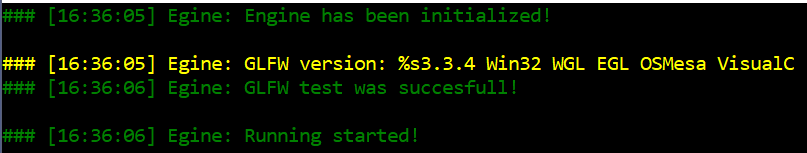 ### [16:36:05] Egine: Engine has been initialized!
### [16:36:05] Egine: GLFW version: %s3.3.4 Win32 WGL EGL OSMesa VisualC
### [16:36:06] Egine: GLFW test was succesfull!
### [16:36:06] Egine: Running started!